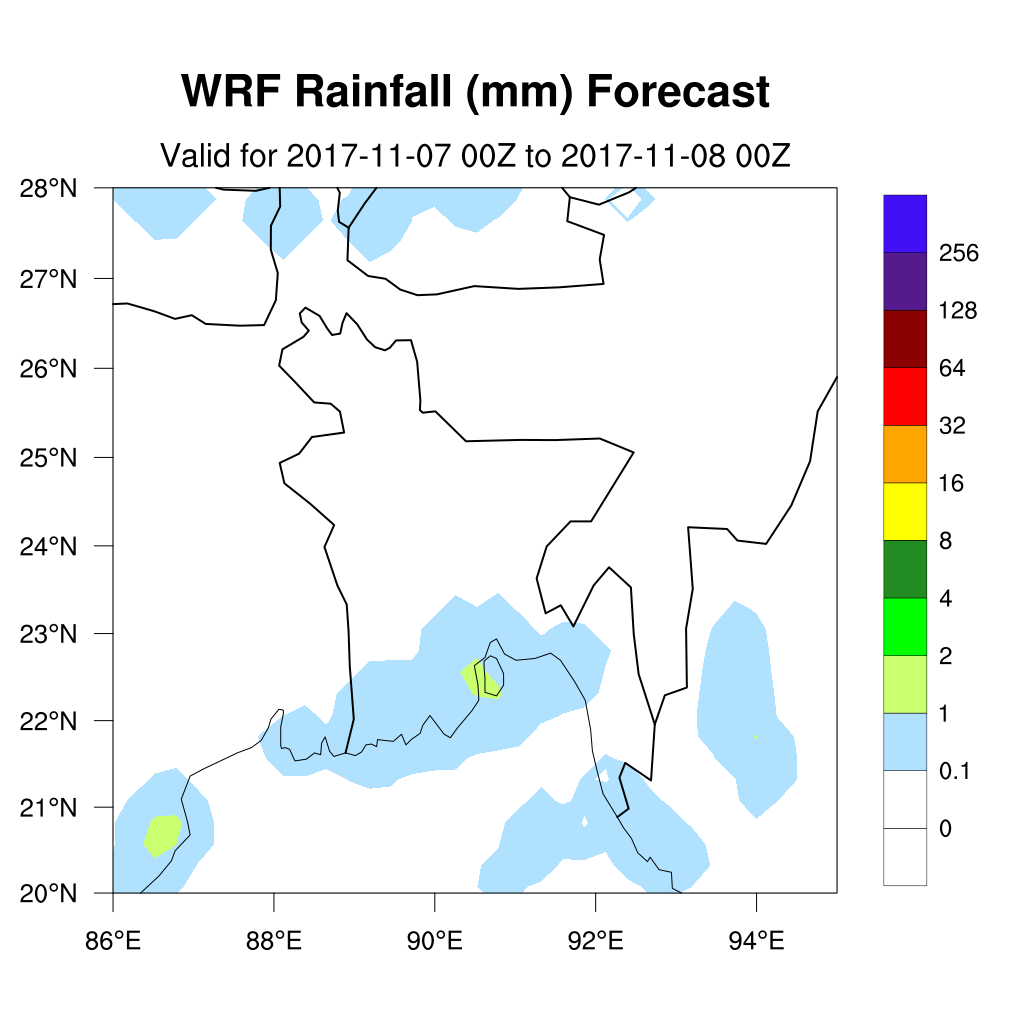 WRF Rainfall (mm) Forecast
Valid for 2017-11-07 00Z to 2017-11-08 00Z
28°N
27°N
26°N
25°N
24°N
23°N
22°N
21°N
20°N
86°E 88°E 90°E 92°E 94°E
256
128
64
32
16
8
4
2
1
0.1
0